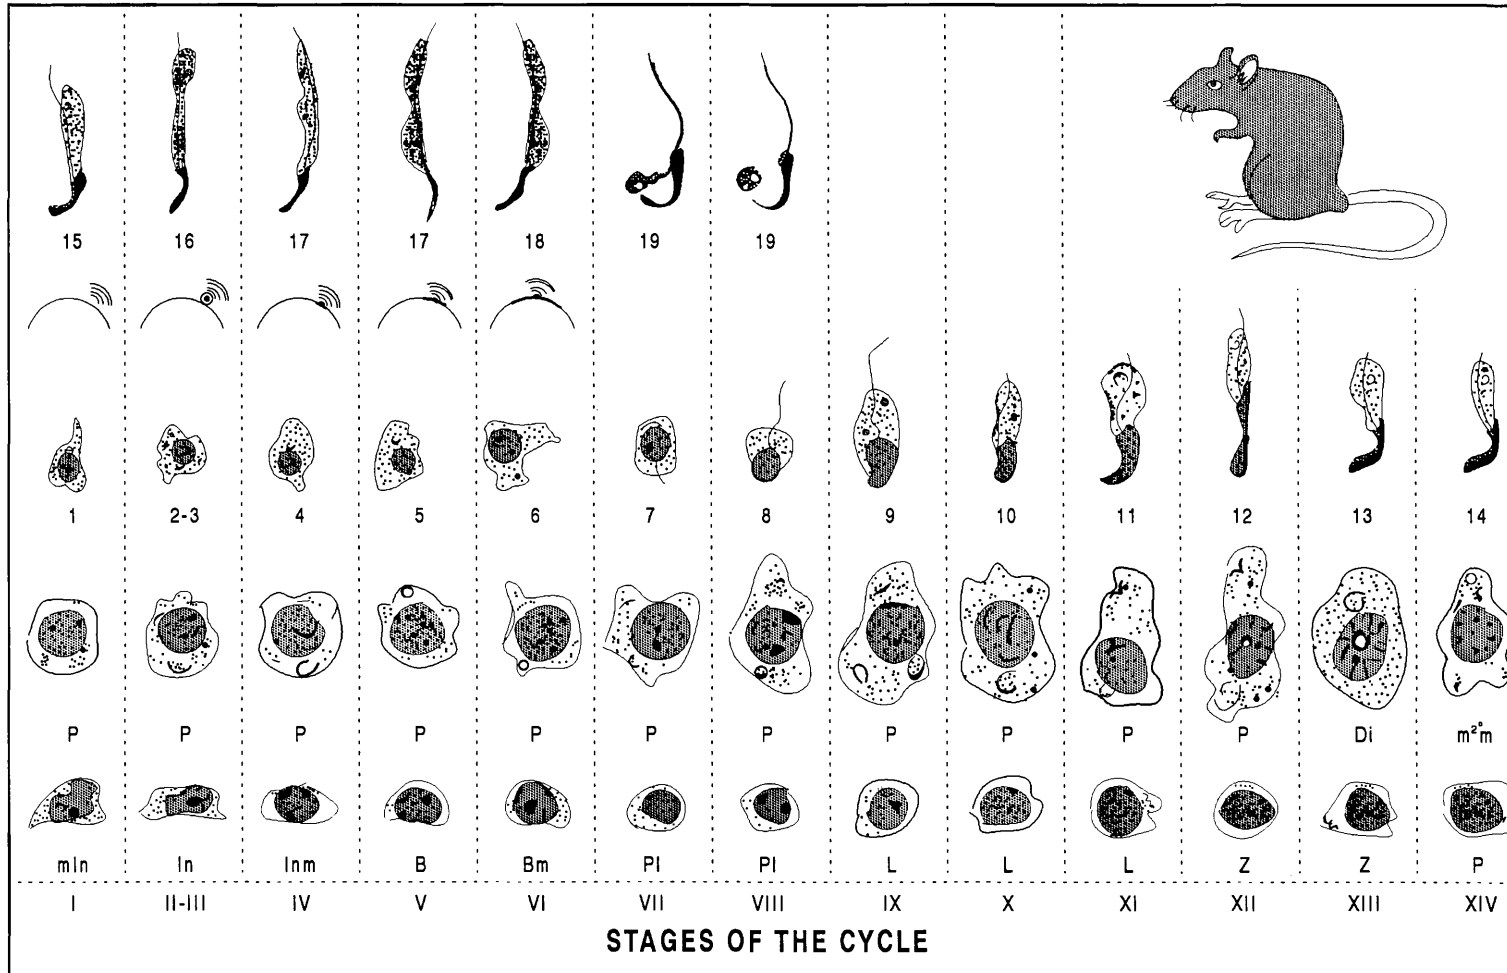 15 16 17 17 18 19 19
1 2-3 4 5 6 7 8 9 10 11 12 13 14
P P P P P P P P P P P Di m²°m
mIn In Inm B Bm Pl Pl L L L Z Z P
I II-III IV V VI VII VIII IX X XI XII XIII XIV
STAGES OF THE CYCLE